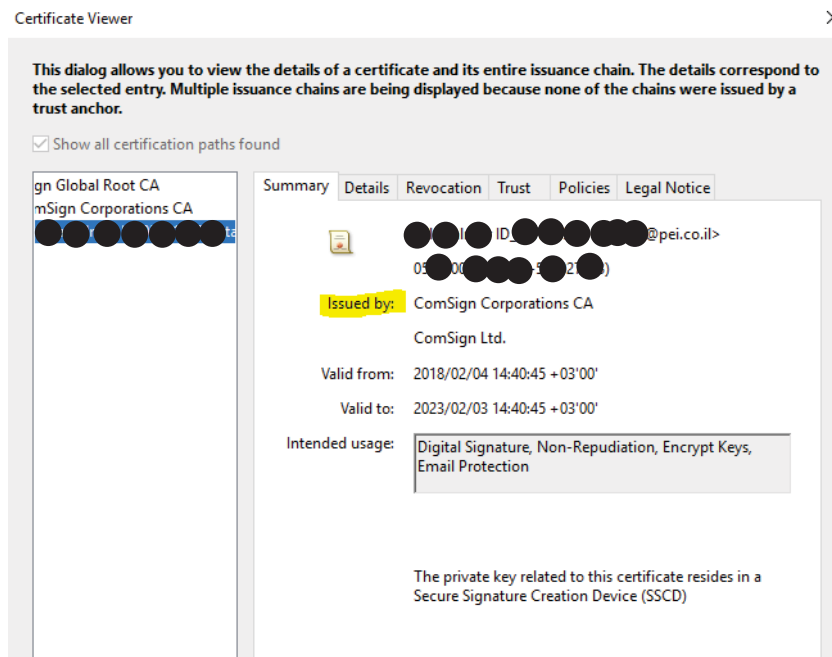 Certificate Viewer
This dialog allows you to view the details of a certificate and its entire issuance chain. The details correspond to
the selected entry. Multiple issuance chains are being displayed because none of the chains were issued by a
trust anchor.
Show all certification paths found
gn Global Root CA
mSign Corporations CA
Summary Details Revocation Trust Policies Legal Notice
ID_ @pei.co.il>
Issued by: ComSign Corporations CA
ComSign Ltd.
Valid from: 2018/02/04 14:40:45 +03'00'
Valid to: 2023/02/03 14:40:45 +03'00'
Intended usage: Digital Signature, Non-Repudiation, Encrypt Keys,
Email Protection
The private key related to this certificate resides in a
Secure Signature Creation Device (SSCD)